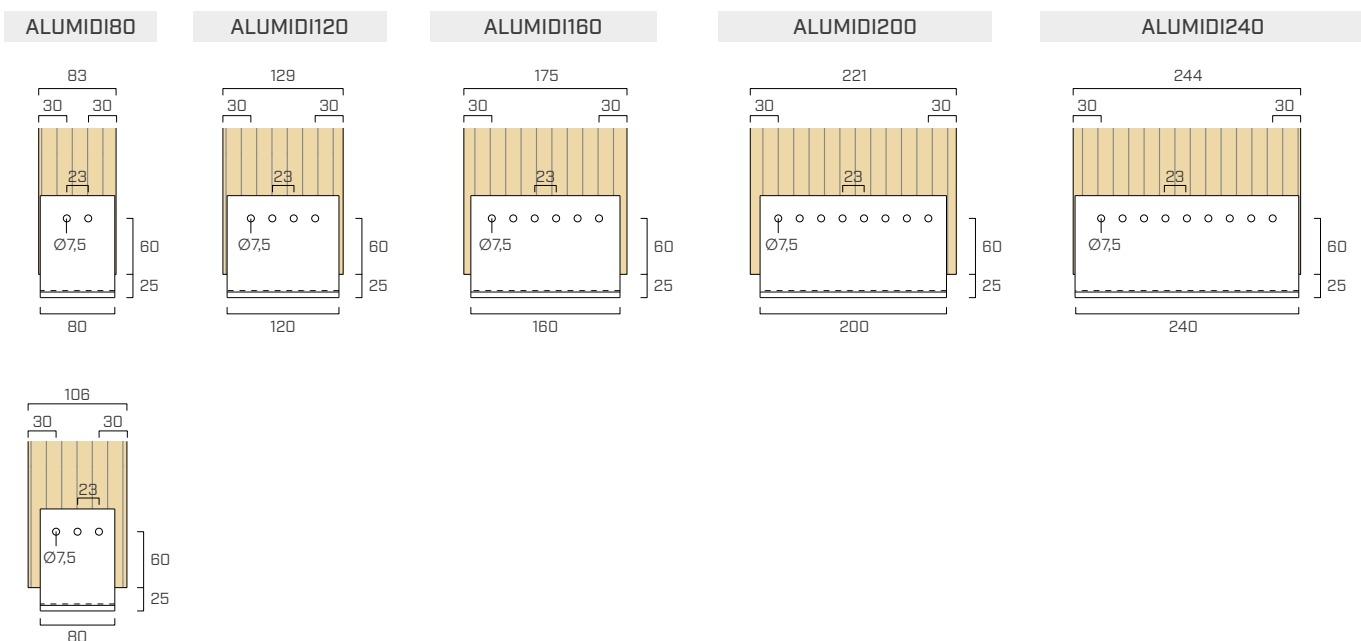 ALUMIDI80 ALUMIDI120 ALUMIDI160 ALUMIDI200 ALUMIDI240
83 129 175 221 244
30 30 30 30 30 30 30 30 30 30
23 23 23 23 23
Ø7,5 60 Ø7,5 60 Ø7,5 60 Ø7,5 60 Ø7,5 60
25 25 25 25 25
80 120 160 200 240
106
30 30
23
Ø7,5 60
25
80